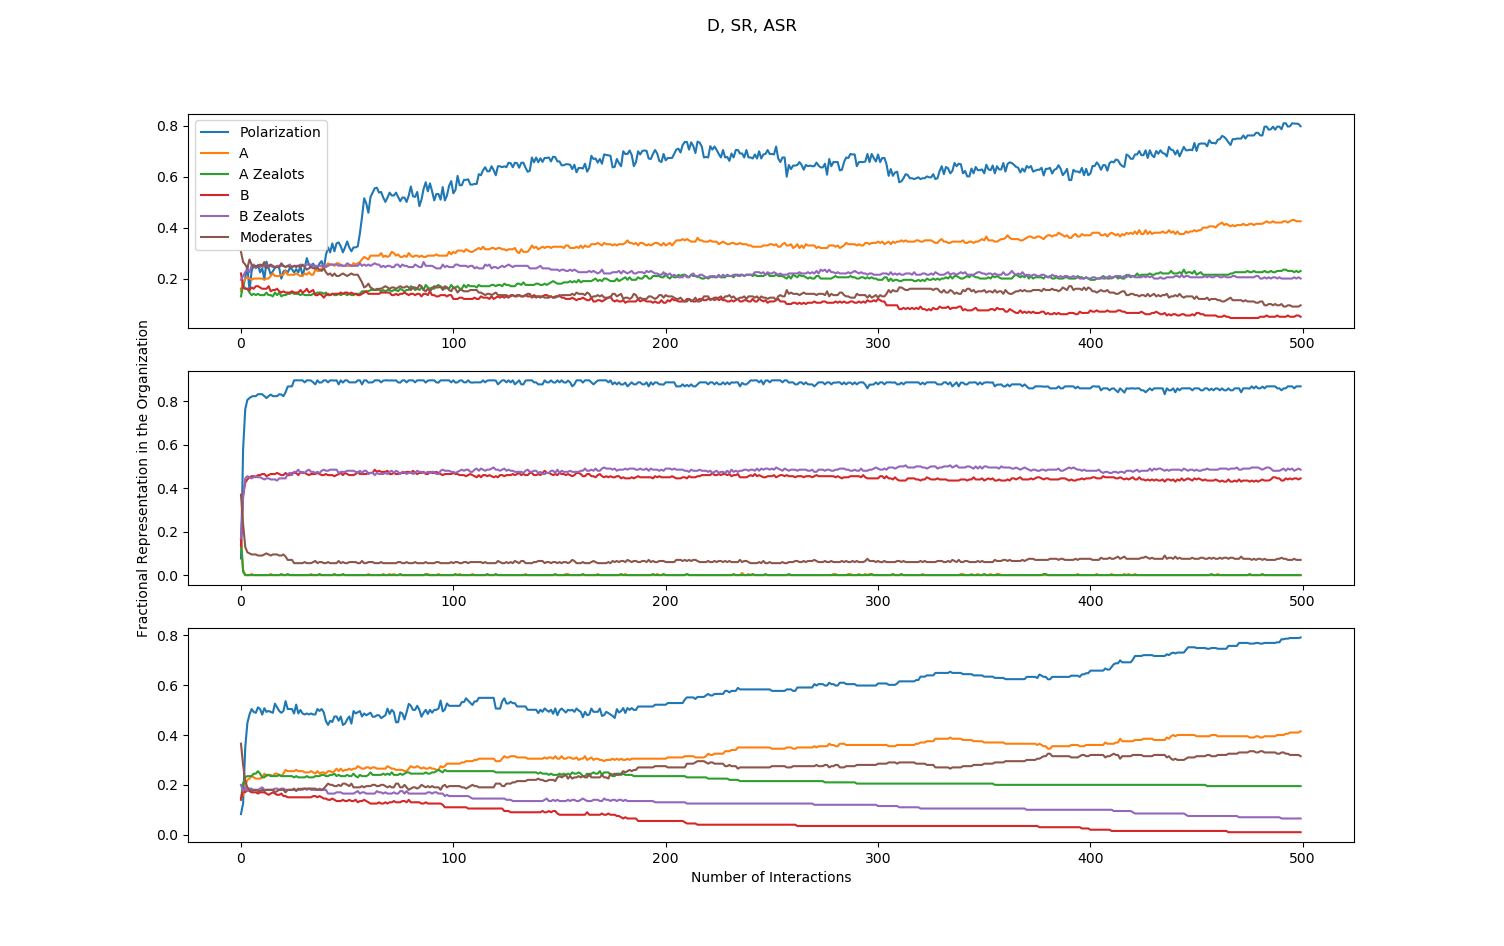 D, SR, ASR
0.8
0.6
0.4
0.2
Polarization
A
A Zealots
B
B Zealots
Moderates
0 100 200 300 400 500
Fractional Representation in the Organization
0.8
0.6
0.4
0.2
0.0
0 100 200 300 400 500
0.8
0.6
0.4
0.2
0.0
0 100 200 300 400 500
Number of Interactions